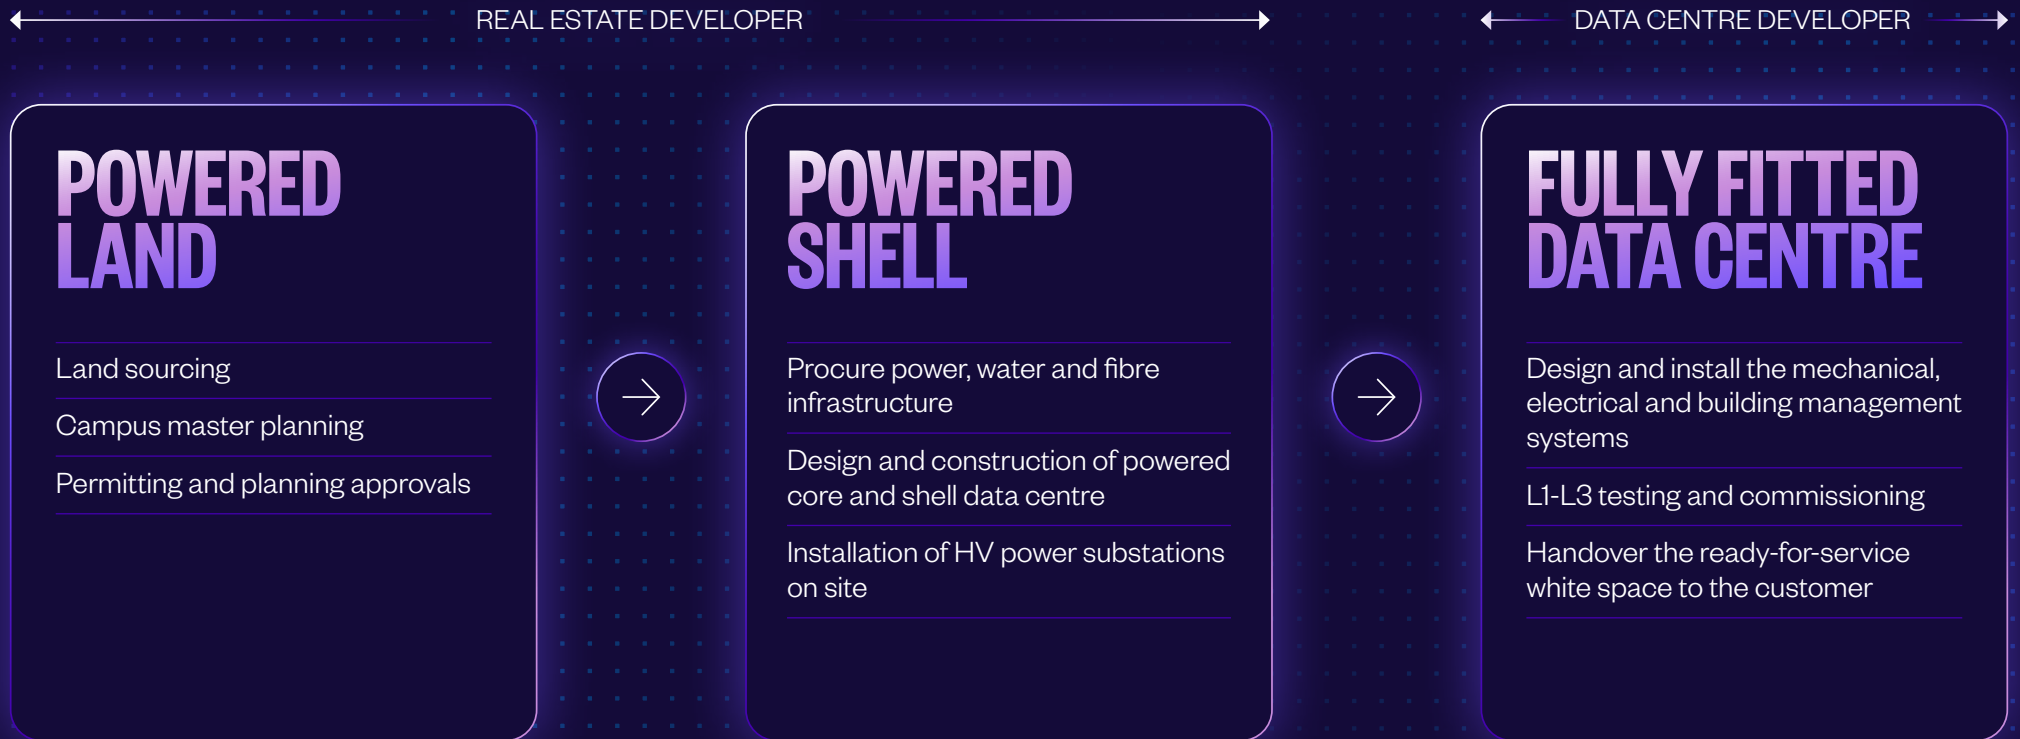 REAL ESTATE DEVELOPER
DATA CENTRE DEVELOPER
POWERED
LAND
Land sourcing
Campus master planning
Permitting and planning approvals
POWERED
SHELL
Procure power, water and fibre
infrastructure
Design and construction of powered
core and shell data centre
Installation of HV power substations
on site
FULLY FITTED
DATA CENTRE
Design and install the mechanical,
electrical and building management
systems
L1-L3 testing and commissioning
Handover the ready-for-service
white space to the customer